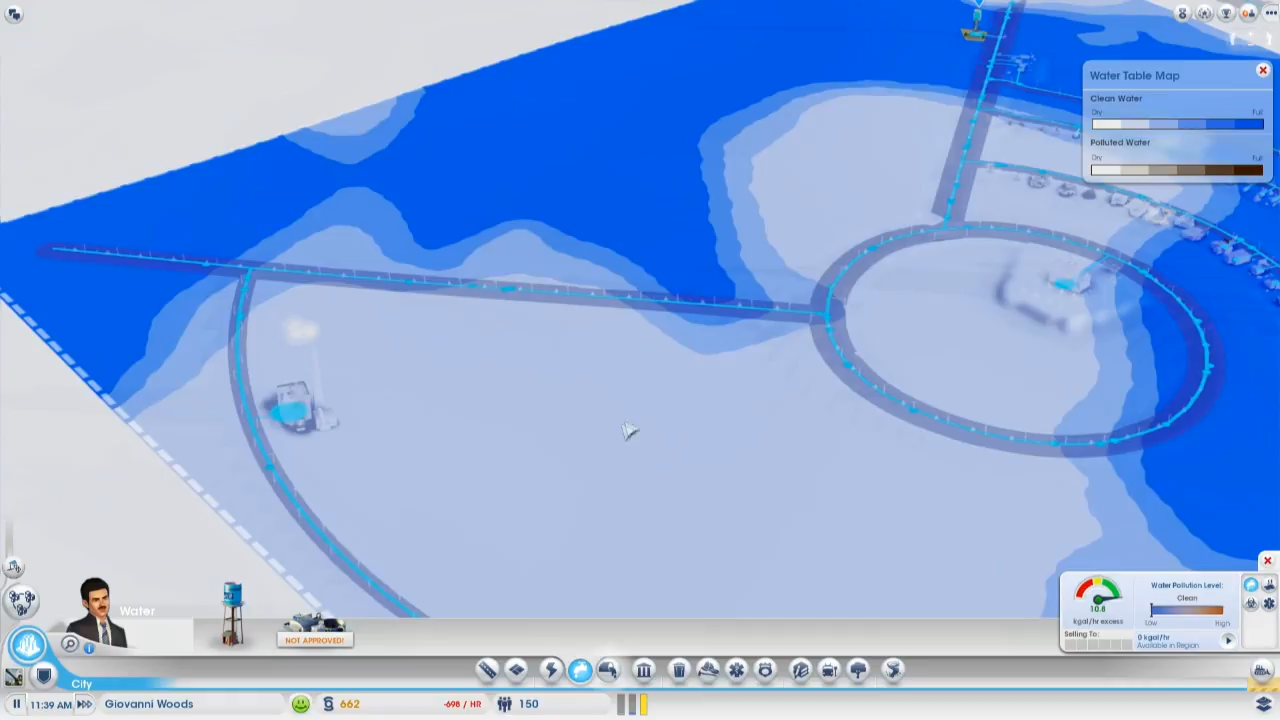 Water Table Map
Clean Water
Dry Full
Polluted Water
Dry Full
Water
NOT APPROVED!
10.8
kgal/hr excess
Water Pollution Level:
Clean
Low High
Selling To:
0 kgal/hr
Available in Region
City
11:39 AM Giovanni Woods 662 -698 / HR 150